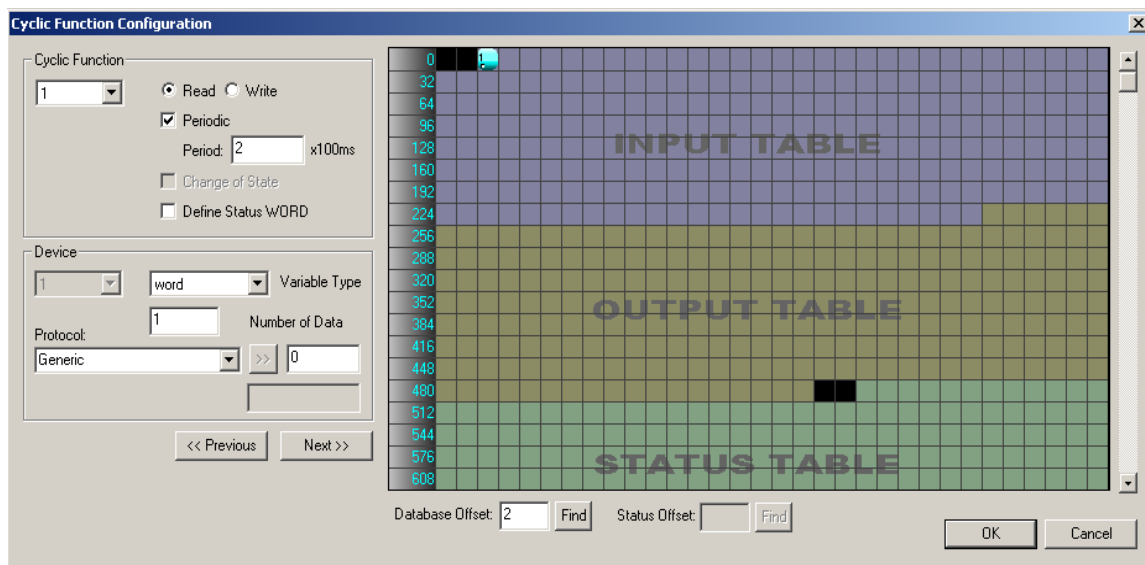 Cyclic Function Configuration
Cyclic Function
1
Read Write
Periodic
Period: 2 x100ms
Change of State
Define Status WORD
Device
1 word Variable Type
1 Number of Data
Protocol:
Generic >> 0
<< Previous Next >>
0 1
32
64
96
128 INPUT TABLE
160
192
224
256
288
320
352 OUTPUT TABLE
384
416
448
480
512
544
576 STATUS TABLE
608
Database Offset: 2 Find Status Offset: Find
OK Cancel